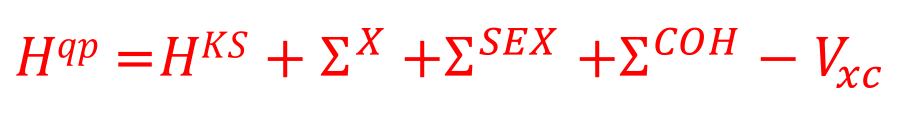 H^{qp} = H^{KS} + Σ^{X} + Σ^{SEX} + Σ^{COH} − V_{xc}